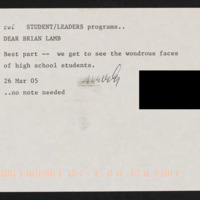 STUDENT/LEADERS programs..
DEAR BRIAN LAMB
Best part -- we get to see the wondrous faces
of high school students.
26 Mar 05
..no note needed